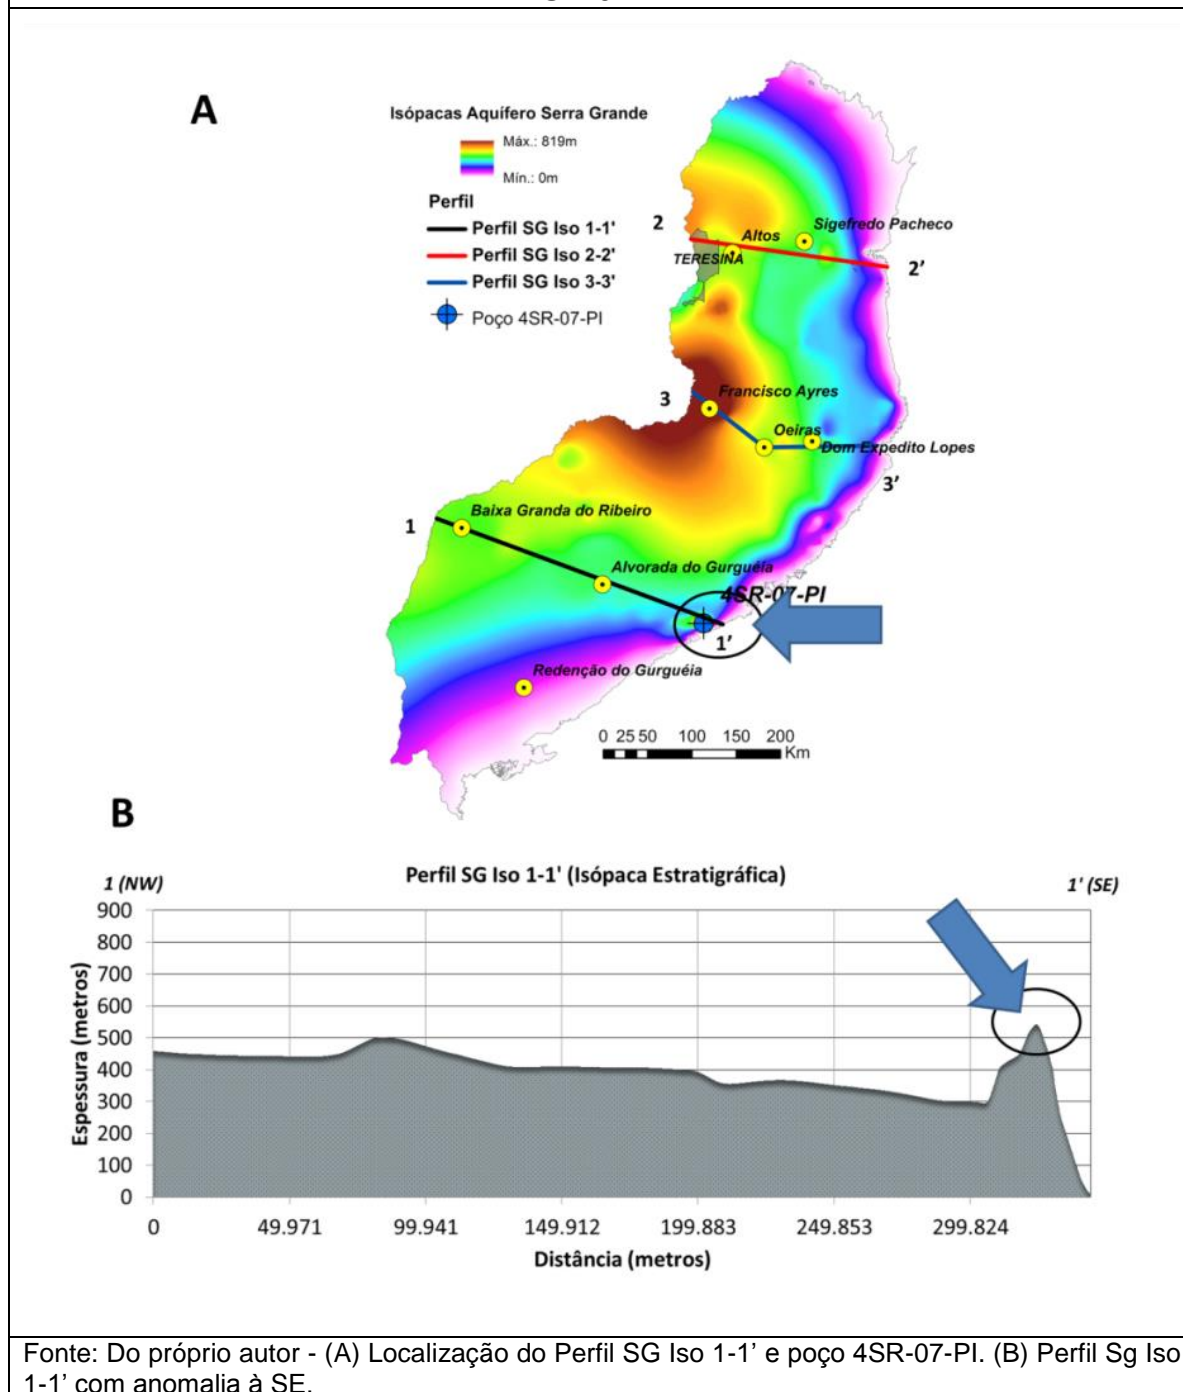 A
Isópacas Aquífero Serra Grande
Máx.: 819m
Mín.: 0m
Perfil
Perfil SG Iso 1-1'
Perfil SG Iso 2-2'
Perfil SG Iso 3-3'
Poço 4SR-07-PI
2
Altos
Sigefredo Pacheco
TERESINA
2’
3
Francisco Ayres
Oeiras
Dom Expedito Lopes
3’
1
Baixa Granda do Ribeiro
Alvorada do Gurguéia
4SR-07-PI
1’
Redenção do Gurguéia
0 25 50 100 150 200
Km
B
Perfil SG Iso 1-1' (Isópaca Estratigráfica)
1 (NW)
1' (SE)
900
800
700
600
500
400
300
200
100
0
Espessura (metros)
0 49.971 99.941 149.912 199.883 249.853 299.824
Distância (metros)
Fonte: Do próprio autor - (A) Localização do Perfil SG Iso 1-1’ e poço 4SR-07-PI. (B) Perfil Sg Iso
1-1’ com anomalia à SE.